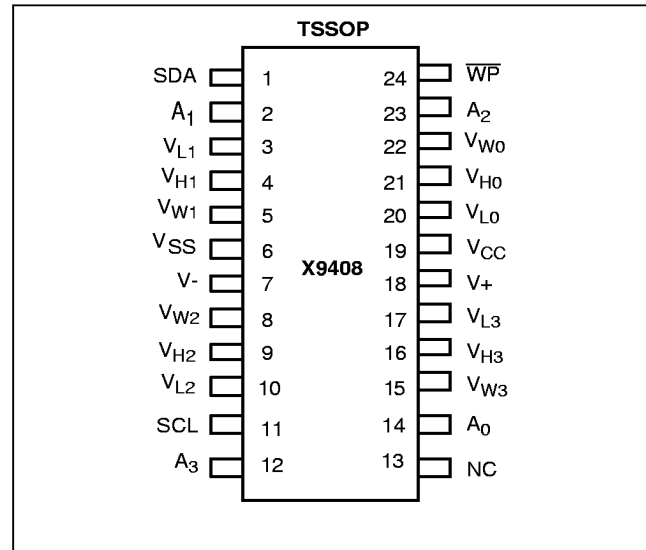 TSSOP
SDA 1 24 WP
A1 2 23 A2
VL1 3 22 VW0
VH1 4 21 VH0
VW1 5 20 VL0
VSS 6 19 VCC
X9408
V- 7 18 V+
VW2 8 17 VL3
VH2 9 16 VH3
VL2 10 15 VW3
SCL 11 14 A0
A3 12 13 NC